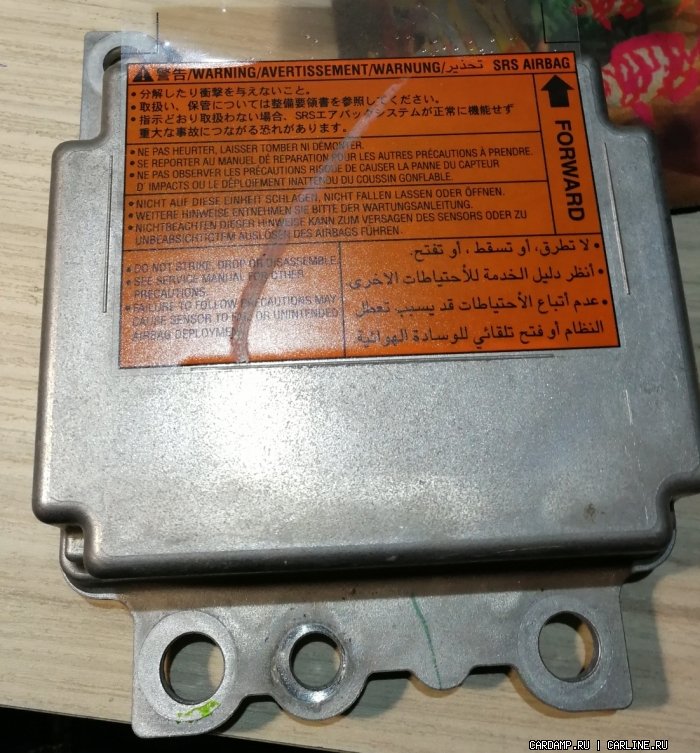 警告/WARNING/AVERTISSEMENT/WARNUNG/تحذير/ SRS AIRBAG
• 分解したり衝撃を与えないこと。
• 取扱い、保管については整備要領書を参照してください。
• 指示どおり取扱わない場合、SRSエアバックシステムが正常に機能せず
重大な事故につながる恐れがあります。
FORWARD
• NE PAS HEURTER, LAISSER TOMBER NI DÉMONTER.
• SE REPORTER AU MANUEL DE RÉPARATION POUR LES AUTRES PRÉCAUTIONS À PRENDRE.
• NE PAS OBSERVER LES PRÉCAUTIONS RISQUE DE CAUSER LA PANNE DU CAPTEUR
D' IMPACTS OU LE DÉPLOIEMENT INATTENDU DU COUSSIN GONFLABLE.
• NICHT AUF DIESE EINHEIT SCHLAGEN, NICHT FALLEN LASSEN ODER ÖFFNEN.
• WEITERE HINWEISE ENTNEHMEN SIE BITTE DER WARTUNGSANLEITUNG.
• NICHTBEACHTEN DIESER HINWEISE KANN ZUM VERSAGEN DES SENSORS ODER ZU
UNBEABSICHTIGTEM AUSLÖSEN DES AIRBAGS FÜHREN.
• DO NOT STRIKE, DROP OR DISASSEMBLE.
• SEE SERVICE MANUAL FOR OTHER
PRECAUTIONS.
• FAILURE TO FOLLOW PRECAUTIONS MAY
CAUSE SENSOR TO FAIL OR UNINTENDED
AIRBAG DEPLOYMENT.
• لا تطرق، أو تسقط، أو تفتح.
• أنظر دليل الخدمة للأحتياطات الاخرى.
• عدم أتباع الأحتياطات قد يسبب تعطل
النظام أو فتح تلقائي للوسادة الهوائية
CARDAMP.RU | CARLINE.RU